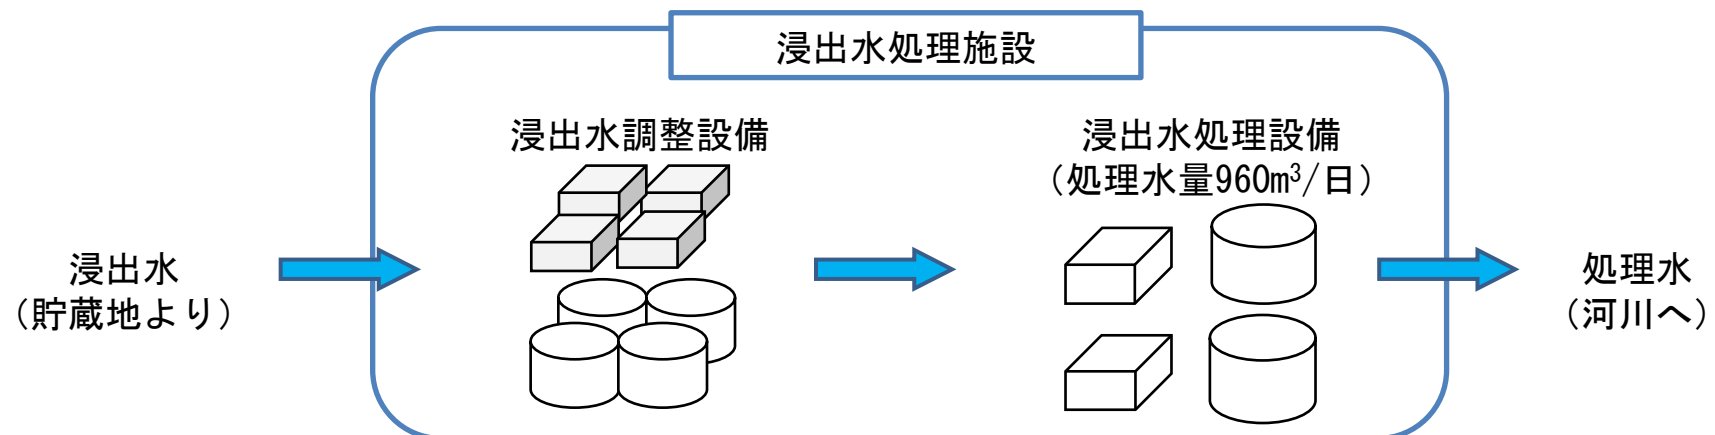 浸出水処理施設
浸出水調整設備
浸出水処理設備
（処理水量960m³/日）
浸出水
（貯蔵地より）
処理水
（河川へ）